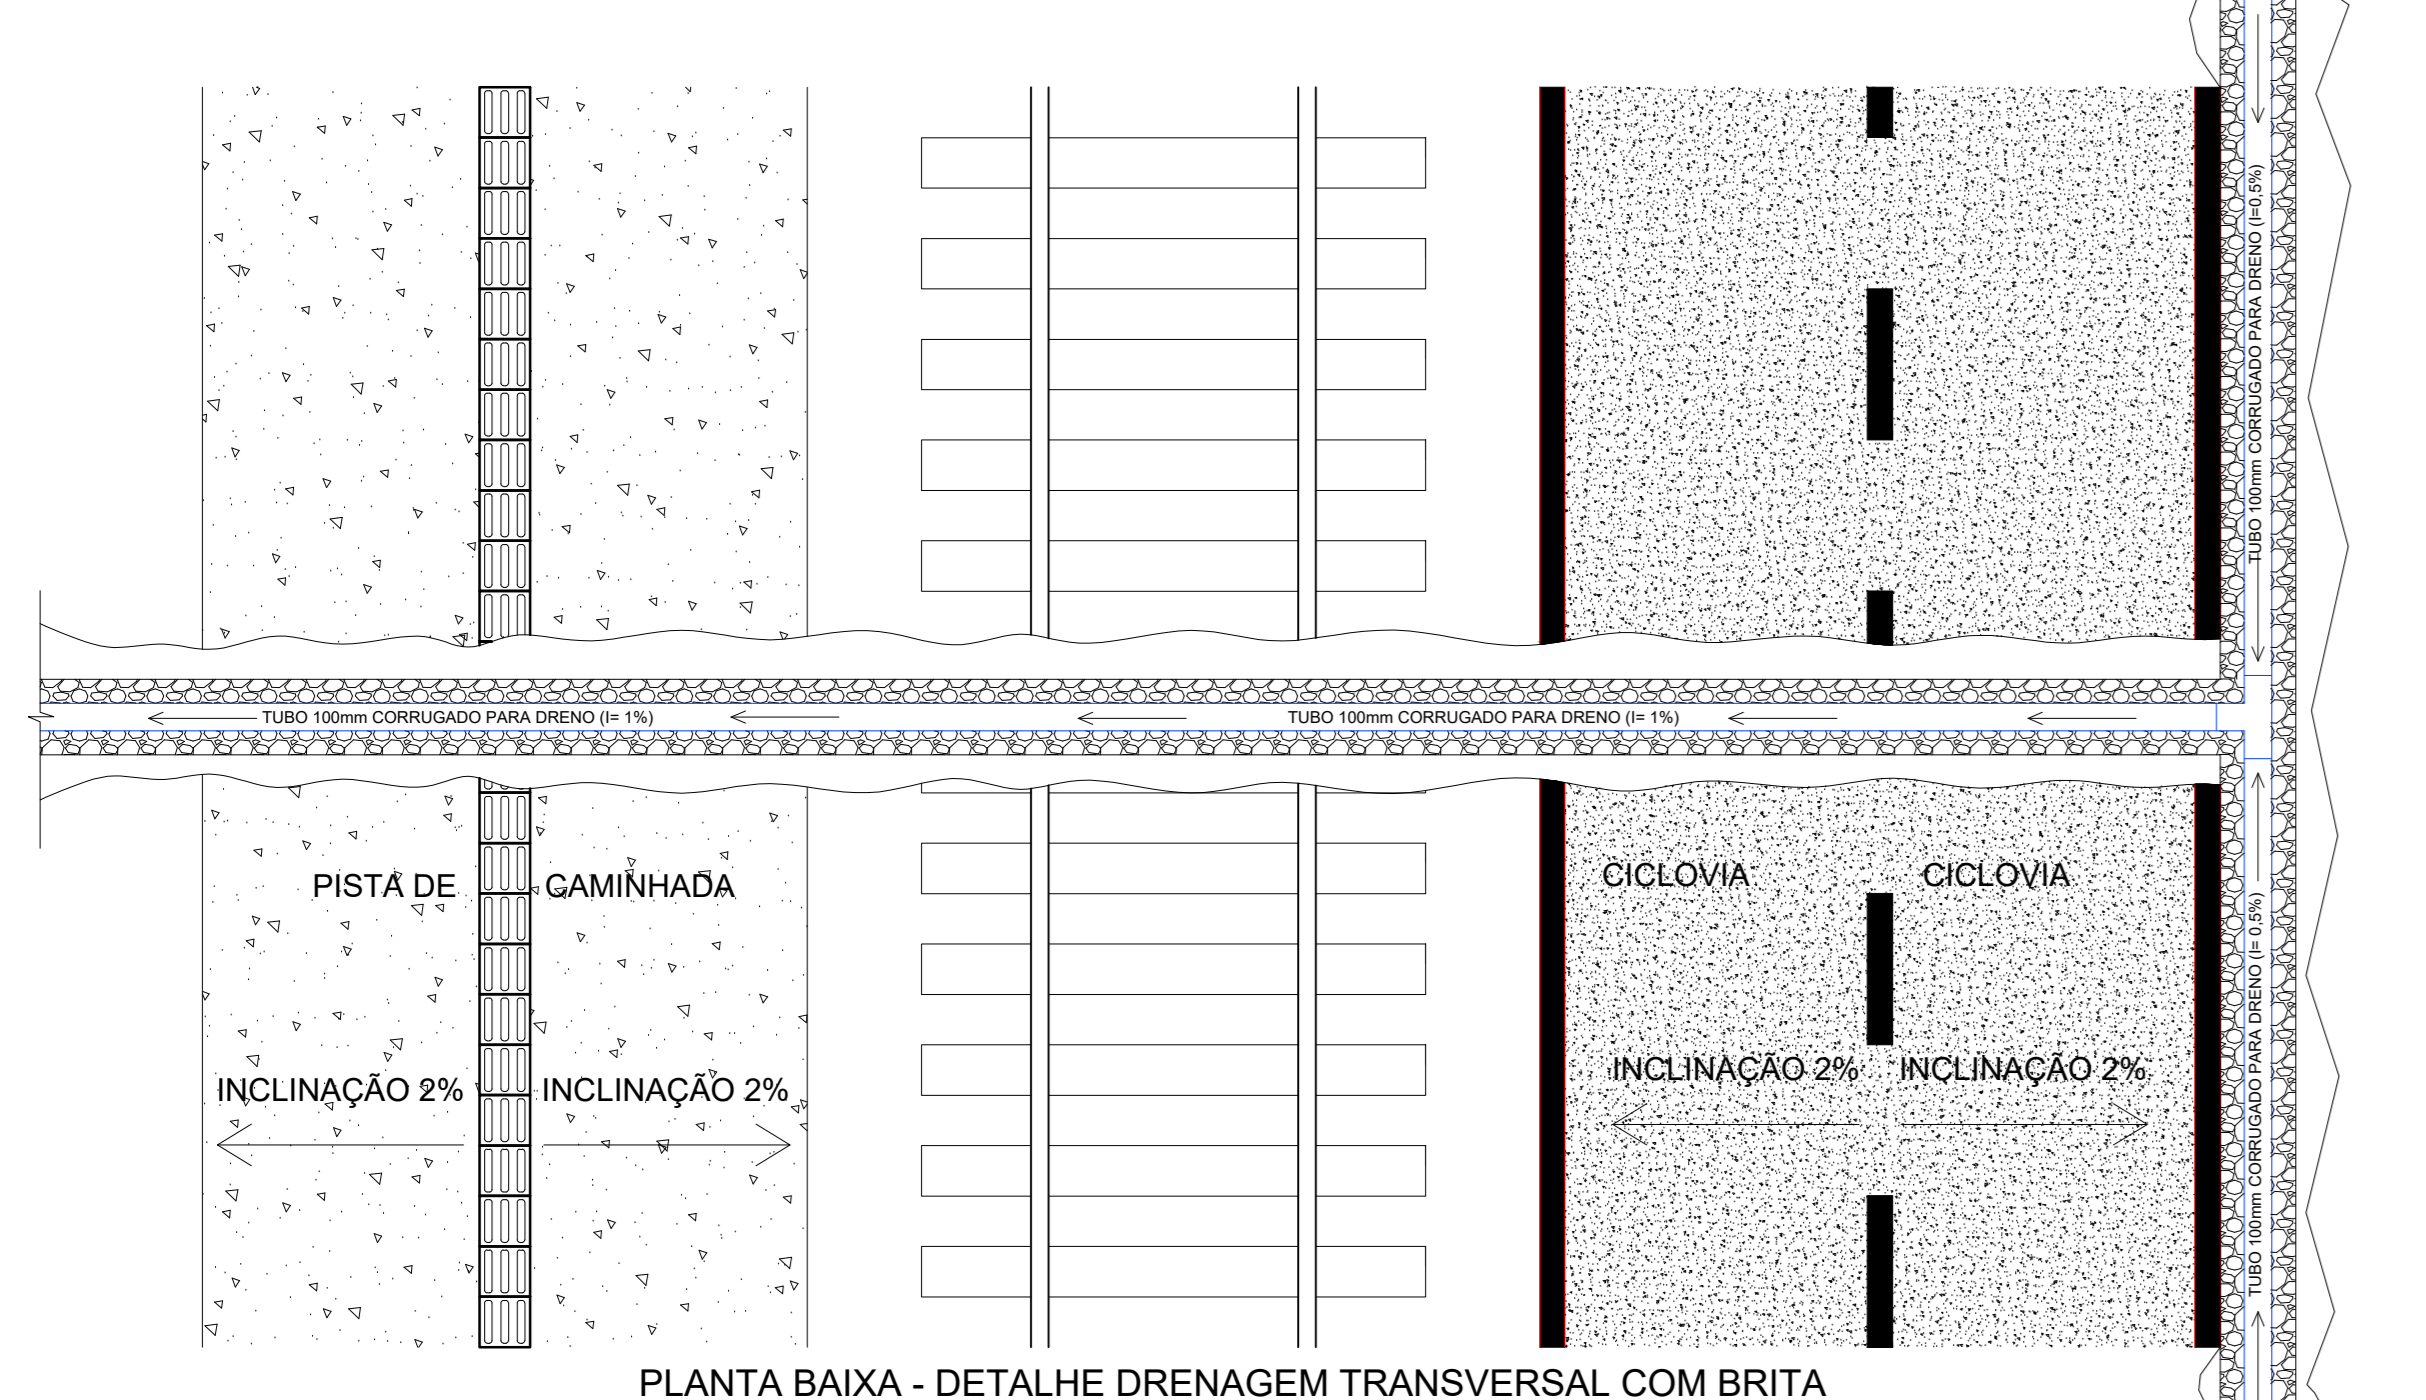 TUBO 100mm CORRUGADO PARA DRENO (I=0,5%)
TUBO 100mm CORRUGADO PARA DRENO (I= 1%)
TUBO 100mm CORRUGADO PARA DRENO (I= 1%)
PISTA DE CAMINHADA
CICLOVIA
CICLOVIA
INCLINAÇÃO 2%
INCLINAÇÃO 2%
INCLINAÇÃO 2%
INCLINAÇÃO 2%
TUBO 100mm CORRUGADO PARA DRENO (I= 0,5%)
PLANTA BAIXA - DETALHE DRENAGEM TRANSVERSAL COM BRITA